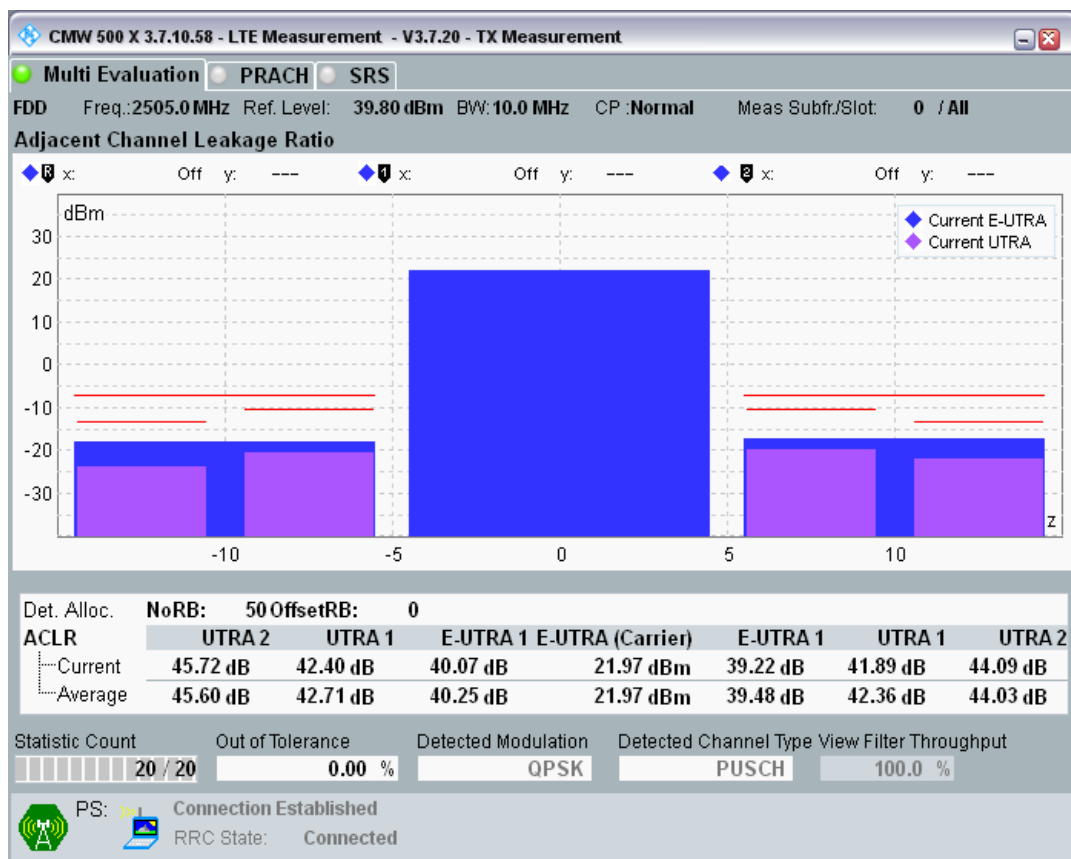 CMW 500 X 3.7.10.58 - LTE Measurement - V3.7.20 - TX Measurement
Multi Evaluation PRACH SRS
FDD Freq.:2505.0 MHz Ref. Level: 39.80 dBm BW: 10.0 MHz CP :Normal Meas Subfr./Slot: 0 / All
Adjacent Channel Leakage Ratio
R x: Off y: --- 1 x: Off y: --- 2 x: Off y: ---
dBm
Current E-UTRA
Current UTRA
30
20
10
0
-10
-20
-30
z
-10 -5 0 5 10
Det. Alloc. NoRB: 50 OffsetRB: 0
ACLR UTRA 2 UTRA 1 E-UTRA 1 E-UTRA (Carrier) E-UTRA 1 UTRA 1 UTRA 2
Current 45.72 dB 42.40 dB 40.07 dB 21.97 dBm 39.22 dB 41.89 dB 44.09 dB
Average 45.60 dB 42.71 dB 40.25 dB 21.97 dBm 39.48 dB 42.36 dB 44.03 dB
Statistic Count Out of Tolerance Detected Modulation Detected Channel Type View Filter Throughput
20 / 20 0.00 % QPSK PUSCH 100.0 %
PS: Connection Established
RRC State: Connected